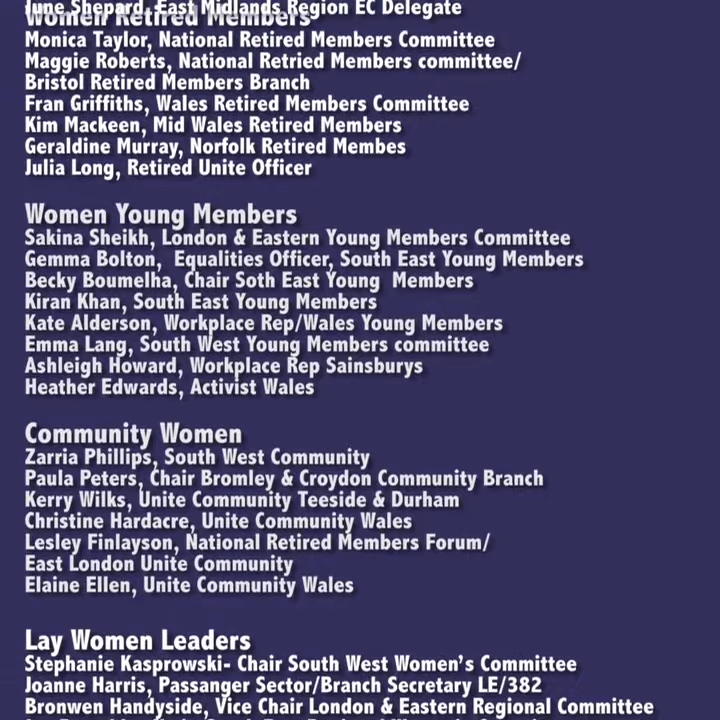 June Shepard, East Midlands Region EC Delegate
Women Retired Members
Monica Taylor, National Retired Members Committee
Maggie Roberts, National Retried Members committee/
Bristol Retired Members Branch
Fran Griffiths, Wales Retired Members Committee
Kim Mackeen, Mid Wales Retired Members
Geraldine Murray, Norfolk Retired Membes
Julia Long, Retired Unite Officer
Women Young Members
Sakina Sheikh, London & Eastern Young Members Committee
Gemma Bolton,  Equalities Officer, South East Young Members
Becky Boumelha, Chair Soth East Young  Members
Kiran Khan, South East Young Members
Kate Alderson, Workplace Rep/Wales Young Members
Emma Lang, South West Young Members committee
Ashleigh Howard, Workplace Rep Sainsburys
Heather Edwards, Activist Wales
Community Women
Zarria Phillips, South West Community
Paula Peters, Chair Bromley & Croydon Community Branch
Kerry Wilks, Unite Community Teeside & Durham
Christine Hardacre, Unite Community Wales
Lesley Finlayson, National Retired Members Forum/
East London Unite Community
Elaine Ellen, Unite Community Wales
Lay Women Leaders
Stephanie Kasprowski- Chair South West Women's Committee
Joanne Harris, Passanger Sector/Branch Secretary LE/382
Bronwen Handyside, Vice Chair London & Eastern Regional Committee